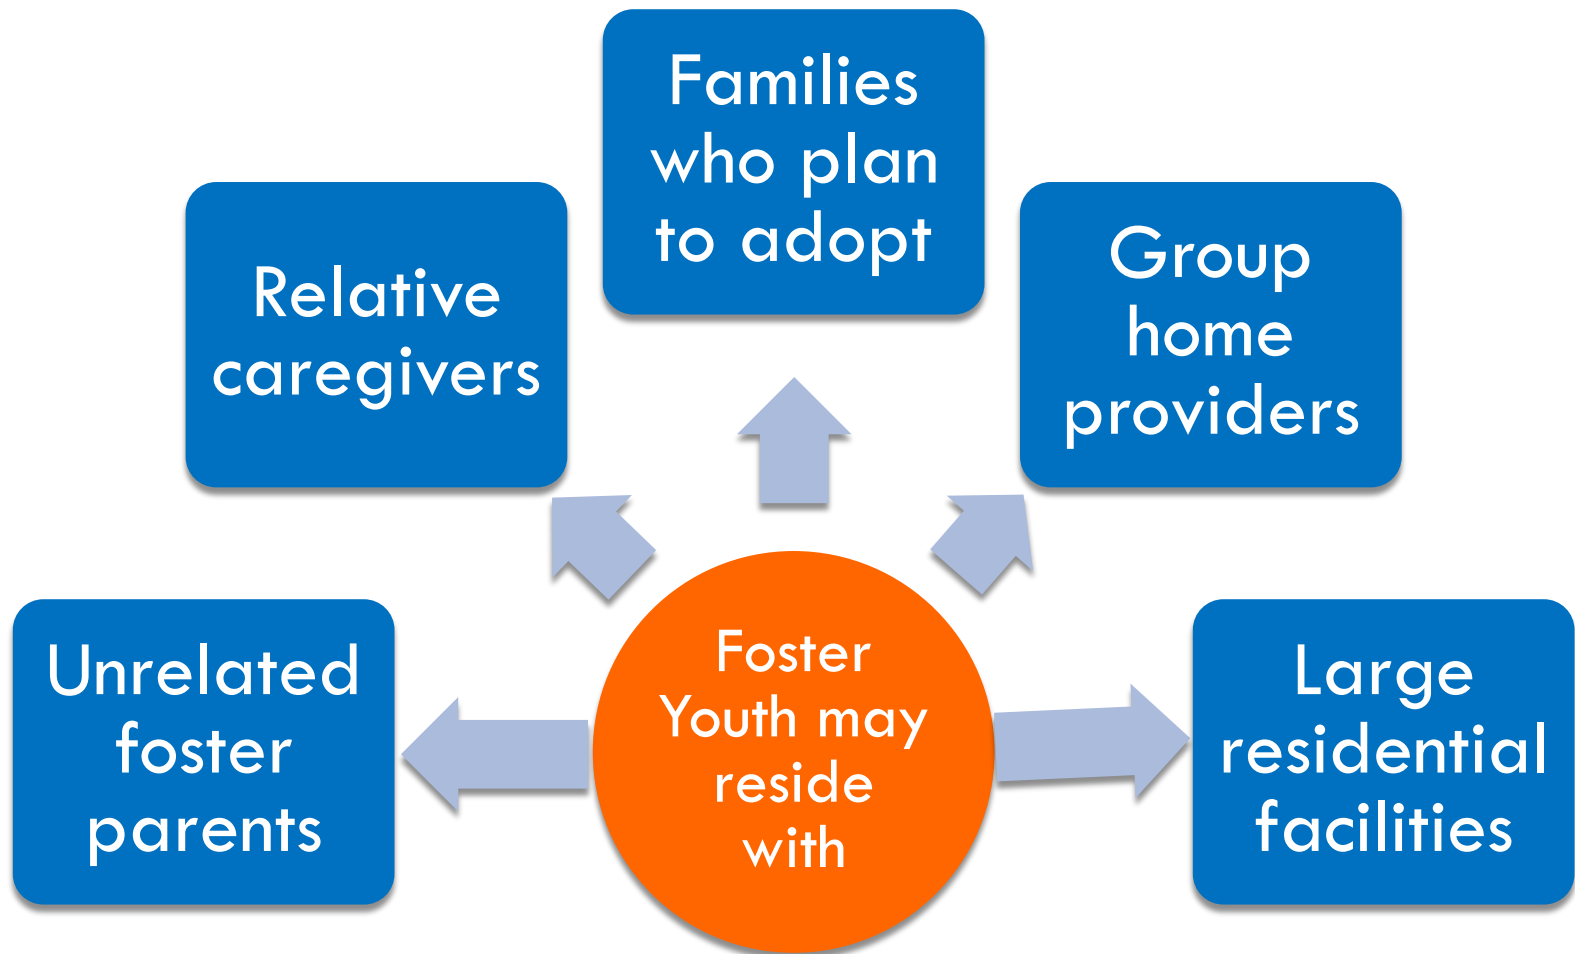 Families
who plan
to adopt
Relative
caregivers
Group
home
providers
Unrelated
foster
parents
Foster
Youth may
reside
with
Large
residential
facilities